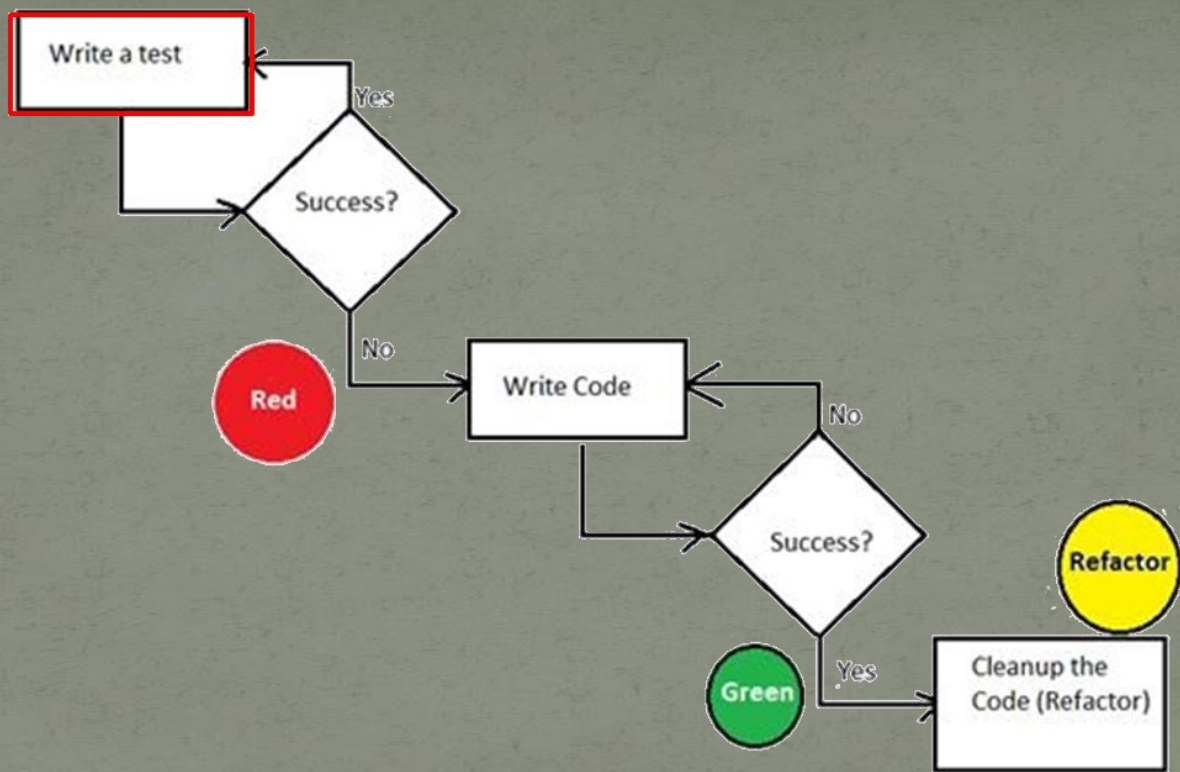 Write a test
Yes
Success?
No
Red
Write Code
No
Success?
Refactor
Green
Yes
Cleanup the
Code (Refactor)